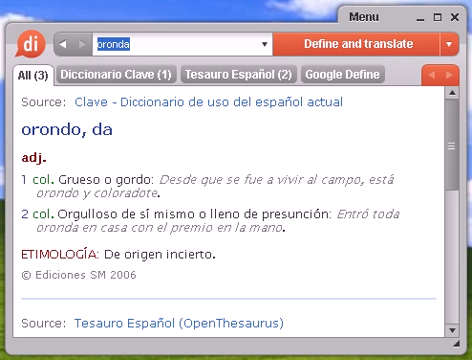 Menu
di
oronda
Define and translate
All (3)
Diccionario Clave (1)
Tesauro Español (2)
Google Define
Source: Clave - Diccionario de uso del español actual
orondo, da
adj.
1 col. Grueso o gordo: Desde que se fue a vivir al campo, está
orondo y coloradote.
2 col. Orgulloso de sí mismo o lleno de presunción: Entró toda
oronda en casa con el premio en la mano.
ETIMOLOGÍA: De origen incierto.
© Ediciones SM 2006
Source: Tesauro Español (OpenThesaurus)